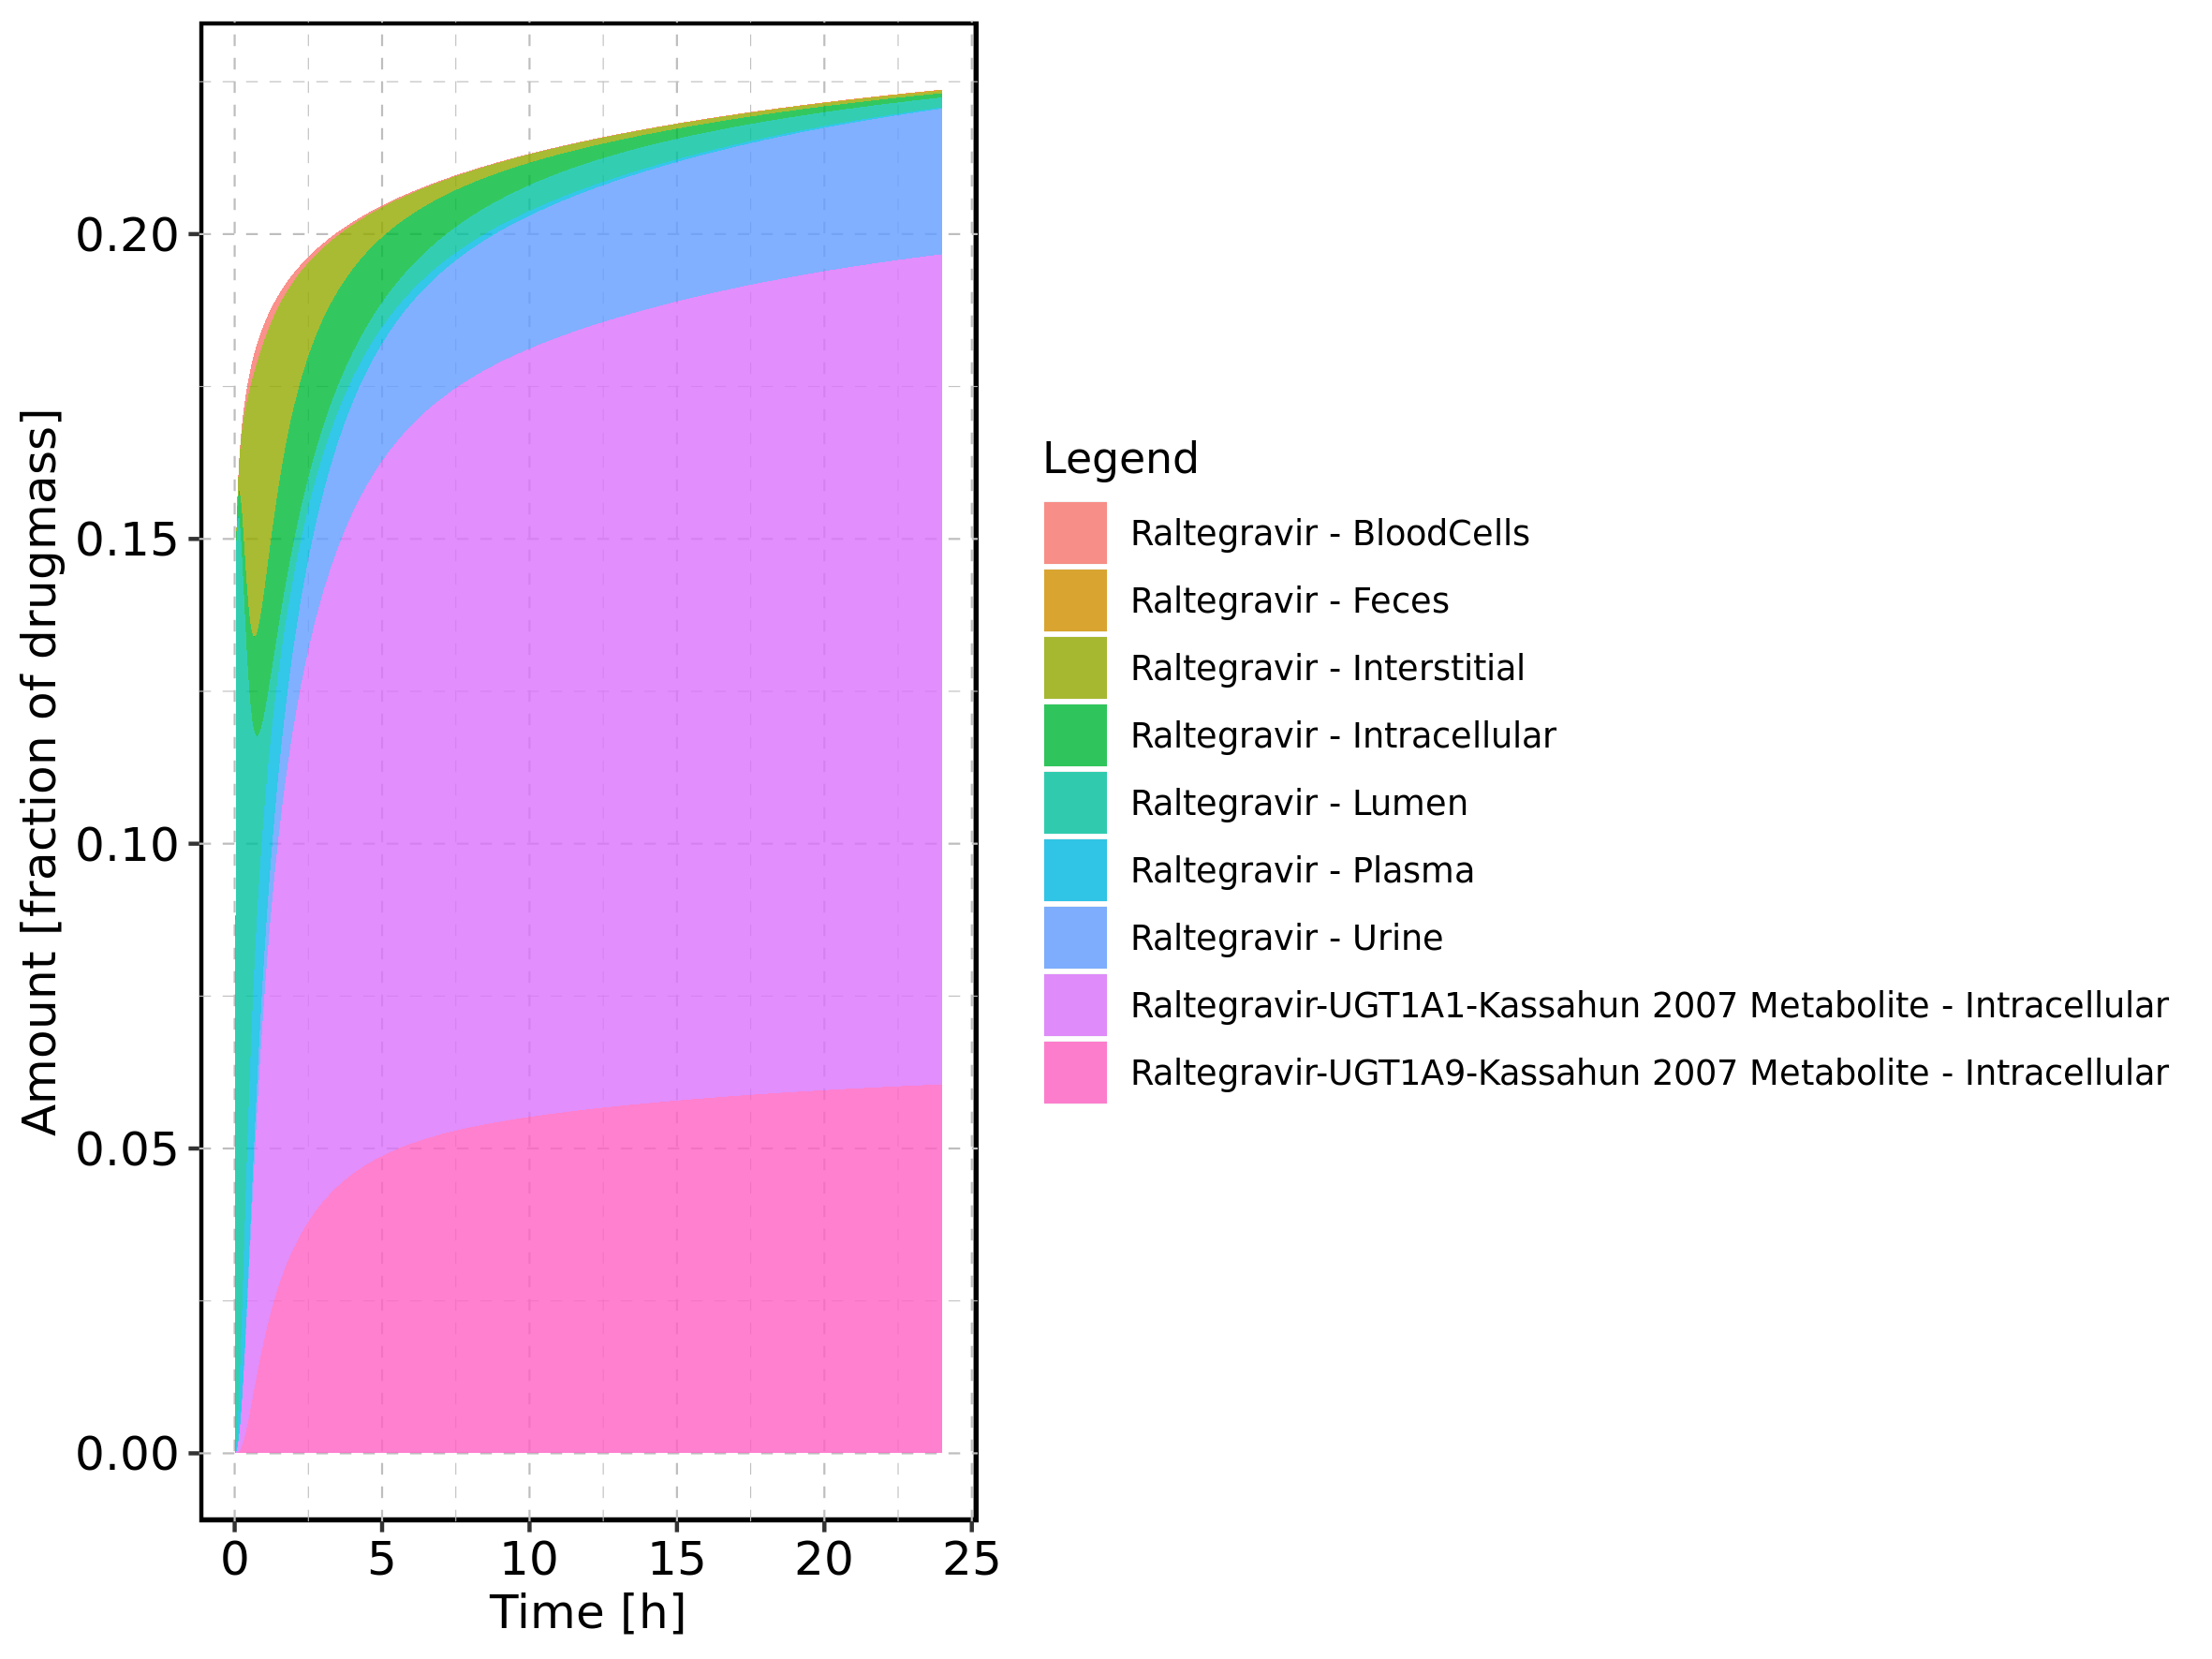 Amount [fraction of drugmass]
0.20
0.15
0.10
0.05
0.00
0 5 10 15 20 25
Time [h]
Legend
Raltegravir - BloodCells
Raltegravir - Feces
Raltegravir - Interstitial
Raltegravir - Intracellular
Raltegravir - Lumen
Raltegravir - Plasma
Raltegravir - Urine
Raltegravir-UGT1A1-Kassahun 2007 Metabolite - Intracellular
Raltegravir-UGT1A9-Kassahun 2007 Metabolite - Intracellular